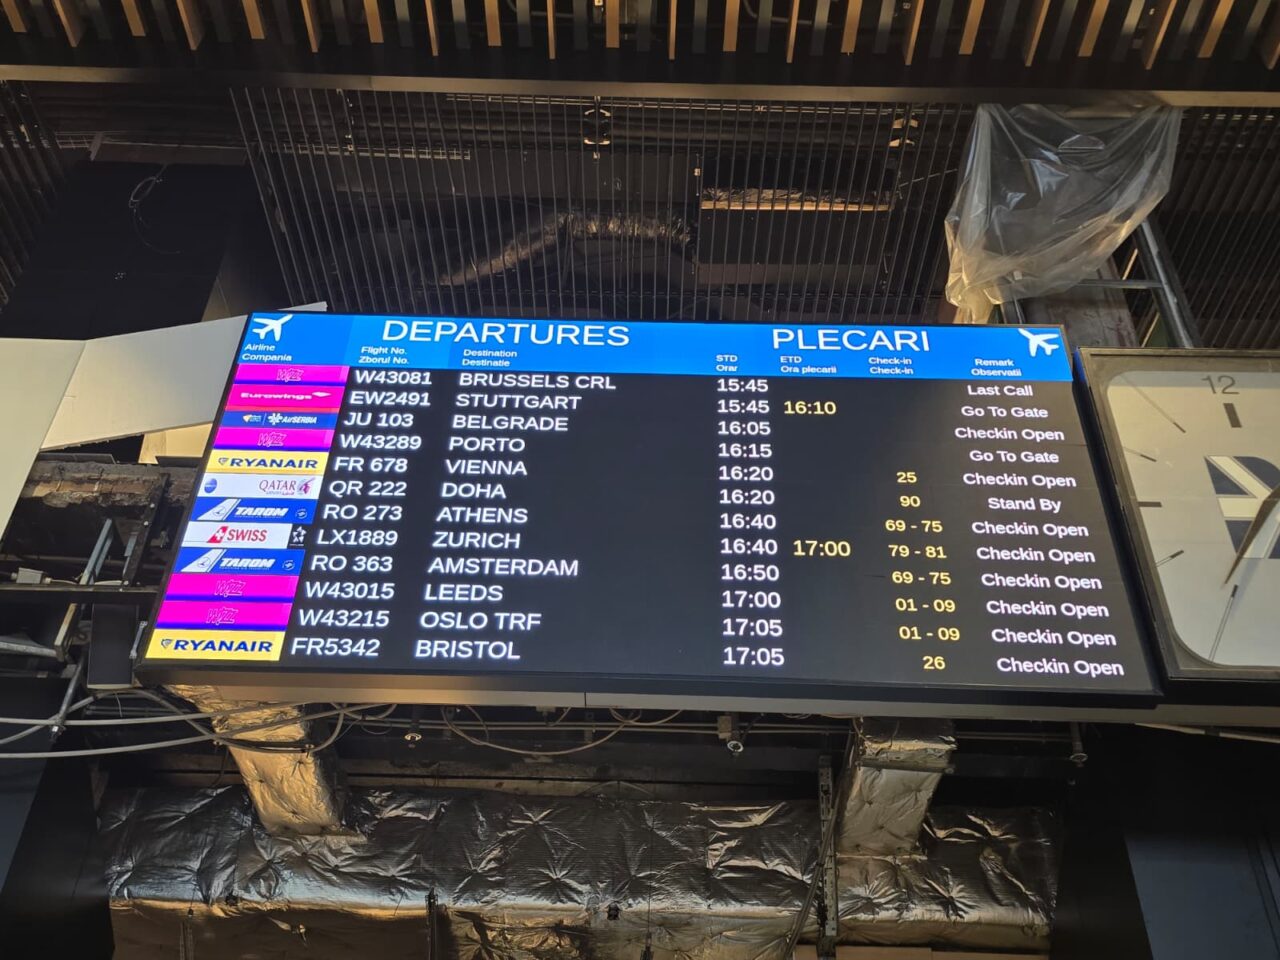 DEPARTURES PLECARI
Airline Flight No. Destination STD ETD Check-in Remark
Compania Zborul No. Destinatie Orar Ora plecarii Check-in Observatii
WIZZ W43081 BRUSSELS CRL 15:45 Last Call
Eurowings EW2491 STUTTGART 15:45 16:10 Go To Gate
AirSERBIA JU 103 BELGRADE 16:05 Checkin Open
WIZZ W43289 PORTO 16:15 Go To Gate
RYANAIR FR 678 VIENNA 16:20 25 Checkin Open
QATAR QR 222 DOHA 16:20 90 Stand By
TAROM RO 273 ATHENS 16:40 69 - 75 Checkin Open
SWISS LX1889 ZURICH 16:40 17:00 79 - 81 Checkin Open
TAROM RO 363 AMSTERDAM 16:50 69 - 75 Checkin Open
WIZZ W43015 LEEDS 17:00 01 - 09 Checkin Open
WIZZ W43215 OSLO TRF 17:05 01 - 09 Checkin Open
RYANAIR FR5342 BRISTOL 17:05 26 Checkin Open
12